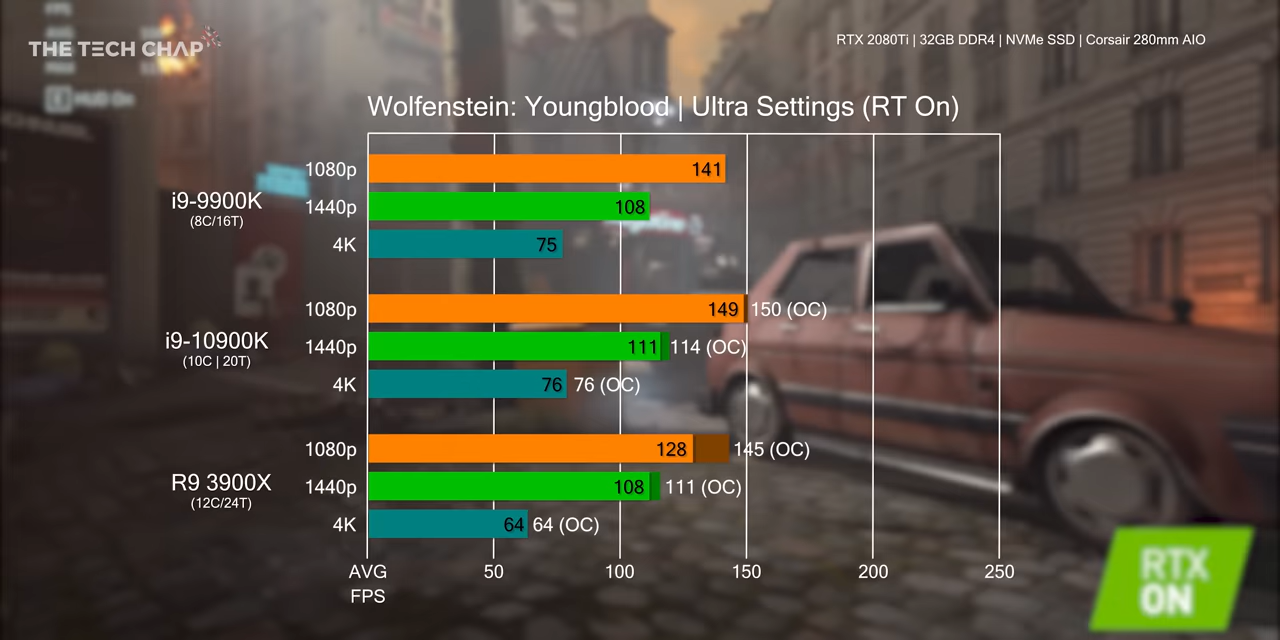 THE TECH CHAP
RTX 2080Ti | 32GB DDR4 | NVMe SSD | Corsair 280mm AIO
HUD On
Wolfenstein: Youngblood | Ultra Settings (RT On)
i9-9900K
(8C/16T)
1080p 141
1440p 108
4K 75
i9-10900K
(10C | 20T)
1080p 149 150 (OC)
1440p 111 114 (OC)
4K 76 76 (OC)
R9 3900X
(12C/24T)
1080p 128 145 (OC)
1440p 108 111 (OC)
4K 64 64 (OC)
AVG 50 100 150 200 250
FPS
RTX
ON